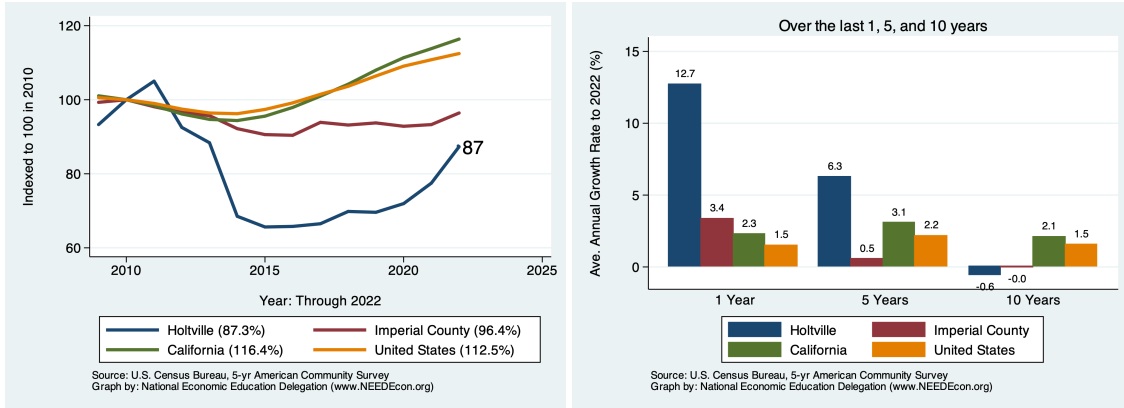 120
100
80
60
Indexed to 100 in 2010
87
2010
2015
2020
2025
Year: Through 2022
Holtville (87.3%)
Imperial County (96.4%)
California (116.4%)
United States (112.5%)
Source: U.S. Census Bureau, 5-yr American Community Survey
Graph by: National Economic Education Delegation (www.NEEDEcon.org)
Over the last 1, 5, and 10 years
15
10
5
0
Ave. Annual Growth Rate to 2022 (%)
12.7
3.4
2.3
1.5
6.3
0.5
3.1
2.2
-0.6
-0.0
2.1
1.5
1 Year
5 Years
10 Years
Holtville
Imperial County
California
United States
Source: U.S. Census Bureau, 5-yr American Community Survey
Graph by: National Economic Education Delegation (www.NEEDEcon.org)